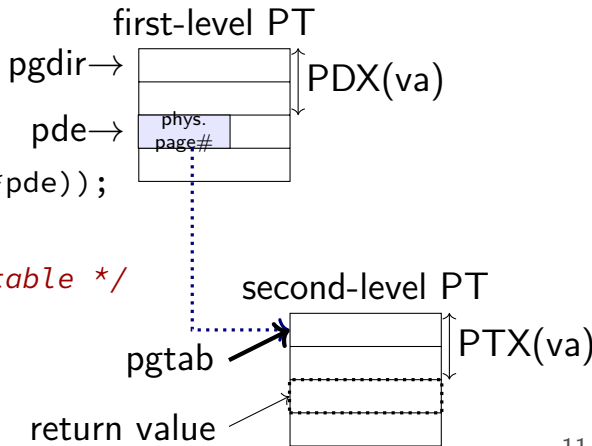 first-level PT
pgdir→
PDX(va)
pde→
phys.
page#
pde));
table */
second-level PT
PTX(va)
pgtab
return value
11